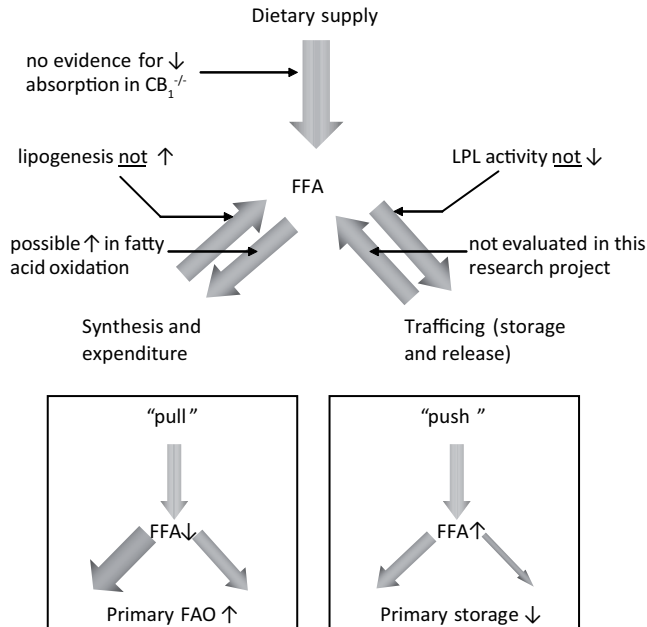 Dietary supply
no evidence for ↓
absorption in CB₁⁻/⁻
lipogenesis not ↑
LPL activity not ↓
FFA
possible ↑ in fatty
acid oxidation
not evaluated in this
research project
Synthesis and
expenditure
Trafficing (storage
and release)
“pull”
FFA↓
Primary FAO ↑
“push ”
FFA↑
Primary storage ↓